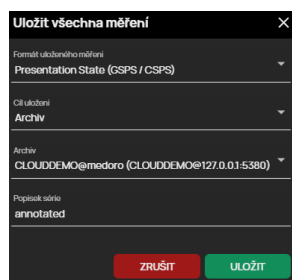 Uložit všechna měření
Formát uloženého měření
Presentation State (GSPS / CSPS)
Cíl uložení
Archiv
Archiv
CLOUDDEMO@medoro (CLOUDDEMO@127.0.0.1:5380)
Popisek série
annotated
ZRUŠIT
ULOŽIT